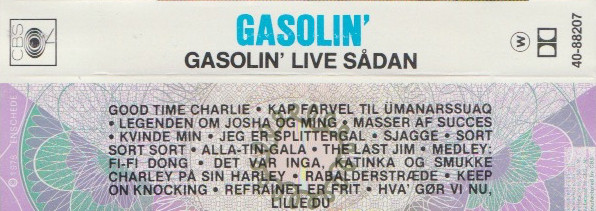 CBS
GASOLIN'
GASOLIN' LIVE SÅDAN
W
40-88207
GOOD TIME CHARLIE • KAP FARVEL TIL ÜMANARSSUAQ
• LEGENDEN OM JOSHA OG MING • MASSER AF SUCCES
• KVINDE MIN • JEG ER SPLITTERGAL • SJAGGE • SORT
SORT SORT • ALLA-TIN-GALA • THE LAST JIM • MEDLEY:
FI-FI DONG • DET VAR INGA, KATINKA OG SMUKKE
CHARLEY PÅ SIN HARLEY • RABALDERSTRÆDE • KEEP
ON KNOCKING • REFRAINET ER FRIT • HVA' GØR VI NU,
LILLE DU